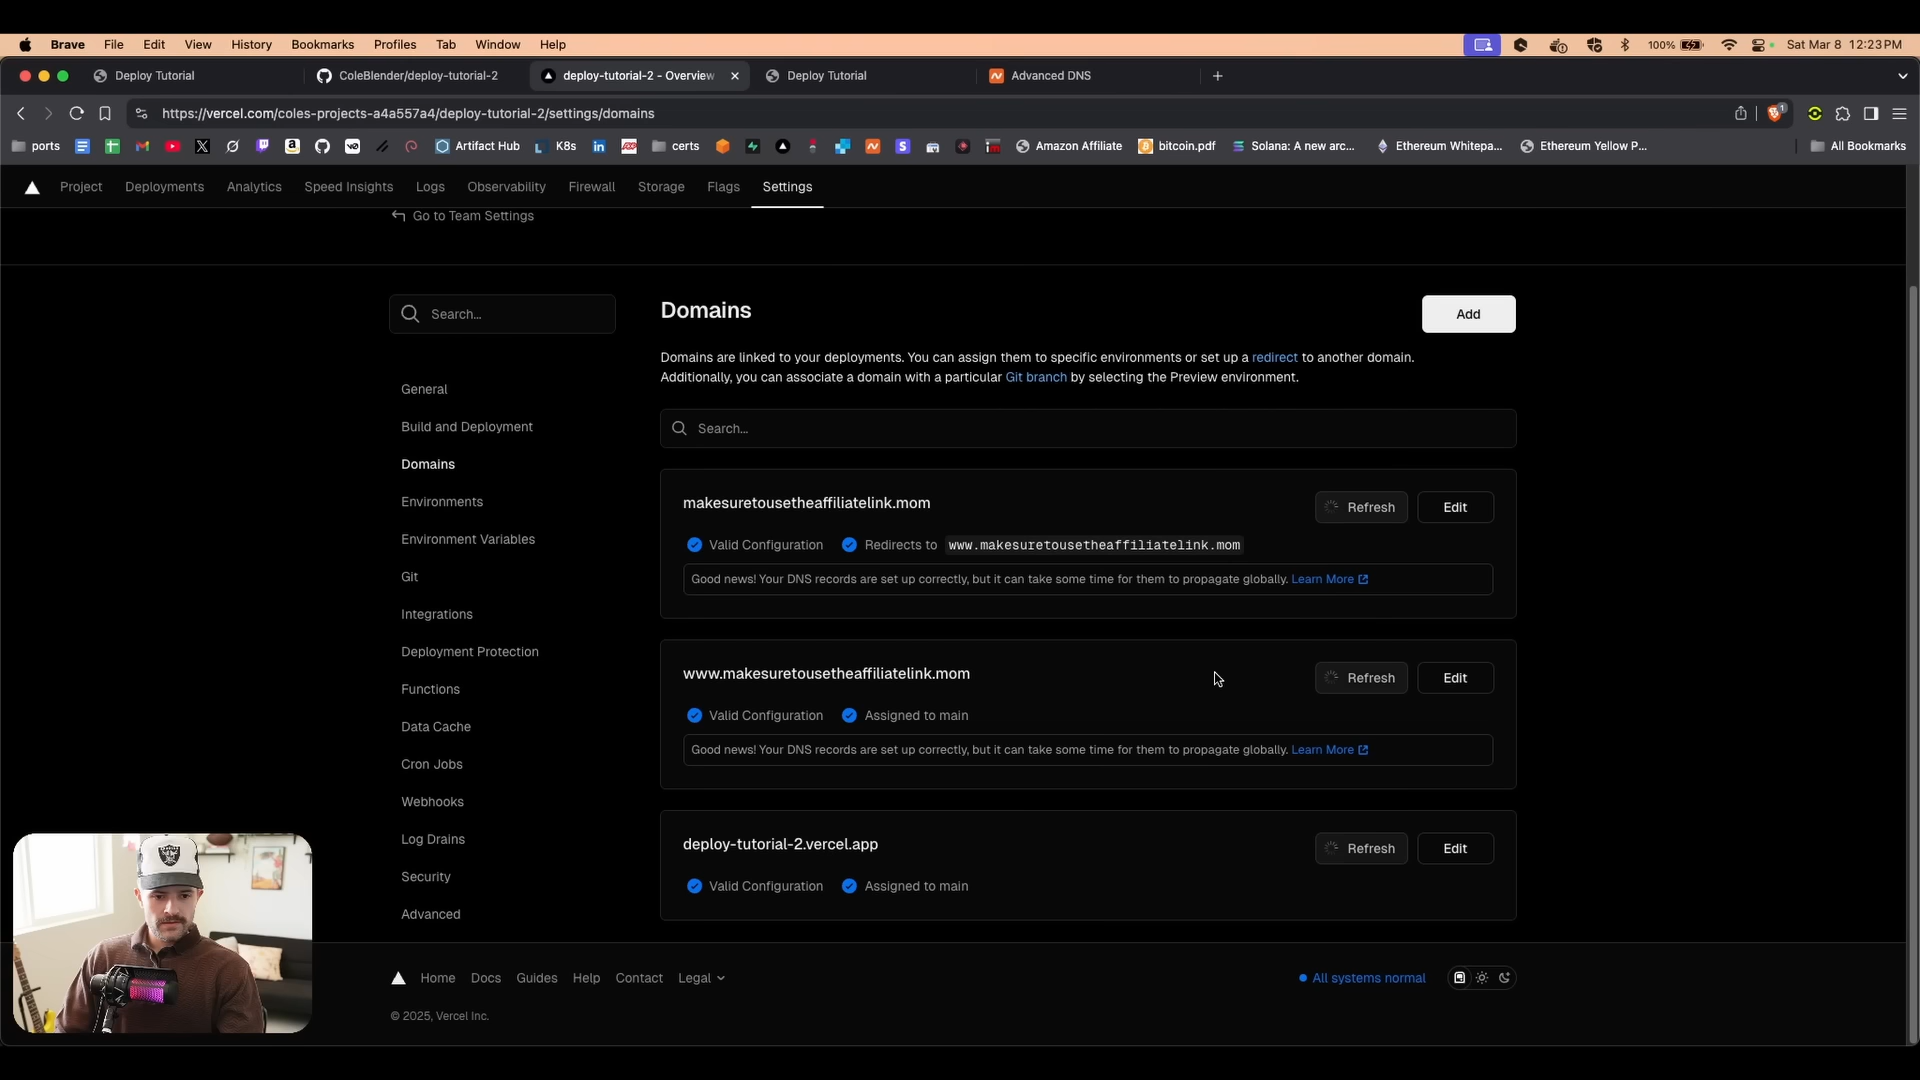 Brave File Edit View History Bookmarks Profiles Tab Window Help 100% Sat Mar 8 12:23 PM
Deploy Tutorial ColeBlender/deploy-tutorial-2 deploy-tutorial-2 - Overview Deploy Tutorial Advanced DNS
https://vercel.com/coles-projects-a4a557a4/deploy-tutorial-2/settings/domains 1
ports Artifact Hub K8s certs Amazon Affiliate bitcoin.pdf Solana: A new arc... Ethereum Whitepa... Ethereum Yellow P... All Bookmarks
Project Deployments Analytics Speed Insights Logs Observability Firewall Storage Flags Settings
Go to Team Settings
Search...
General
Build and Deployment
Domains
Environments
Environment Variables
Git
Integrations
Deployment Protection
Functions
Data Cache
Cron Jobs
Webhooks
Log Drains
Security
Advanced
Domains
Add
Domains are linked to your deployments. You can assign them to specific environments or set up a redirect to another domain.
Additionally, you can associate a domain with a particular Git branch by selecting the Preview environment.
Search...
makesuretousetheaffiliatelink.mom
Refresh Edit
Valid Configuration Redirects to www.makesuretousetheaffiliatelink.mom
Good news! Your DNS records are set up correctly, but it can take some time for them to propagate globally. Learn More
www.makesuretousetheaffiliatelink.mom
Refresh Edit
Valid Configuration Assigned to main
Good news! Your DNS records are set up correctly, but it can take some time for them to propagate globally. Learn More
deploy-tutorial-2.vercel.app
Refresh Edit
Valid Configuration Assigned to main
Home Docs Guides Help Contact Legal All systems normal
© 2025, Vercel Inc.